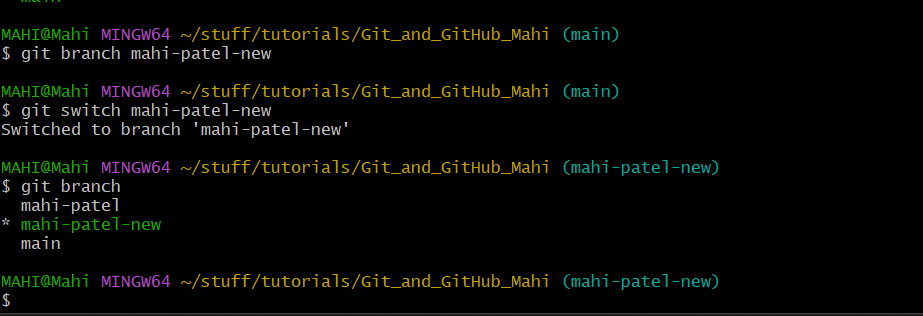 main
MAHI@Mahi MINGW64 ~/stuff/tutorials/Git_and_GitHub_Mahi (main)
$ git branch mahi-patel-new
MAHI@Mahi MINGW64 ~/stuff/tutorials/Git_and_GitHub_Mahi (main)
$ git switch mahi-patel-new
Switched to branch 'mahi-patel-new'
MAHI@Mahi MINGW64 ~/stuff/tutorials/Git_and_GitHub_Mahi (mahi-patel-new)
$ git branch
  mahi-patel
* mahi-patel-new
  main
MAHI@Mahi MINGW64 ~/stuff/tutorials/Git_and_GitHub_Mahi (mahi-patel-new)
$